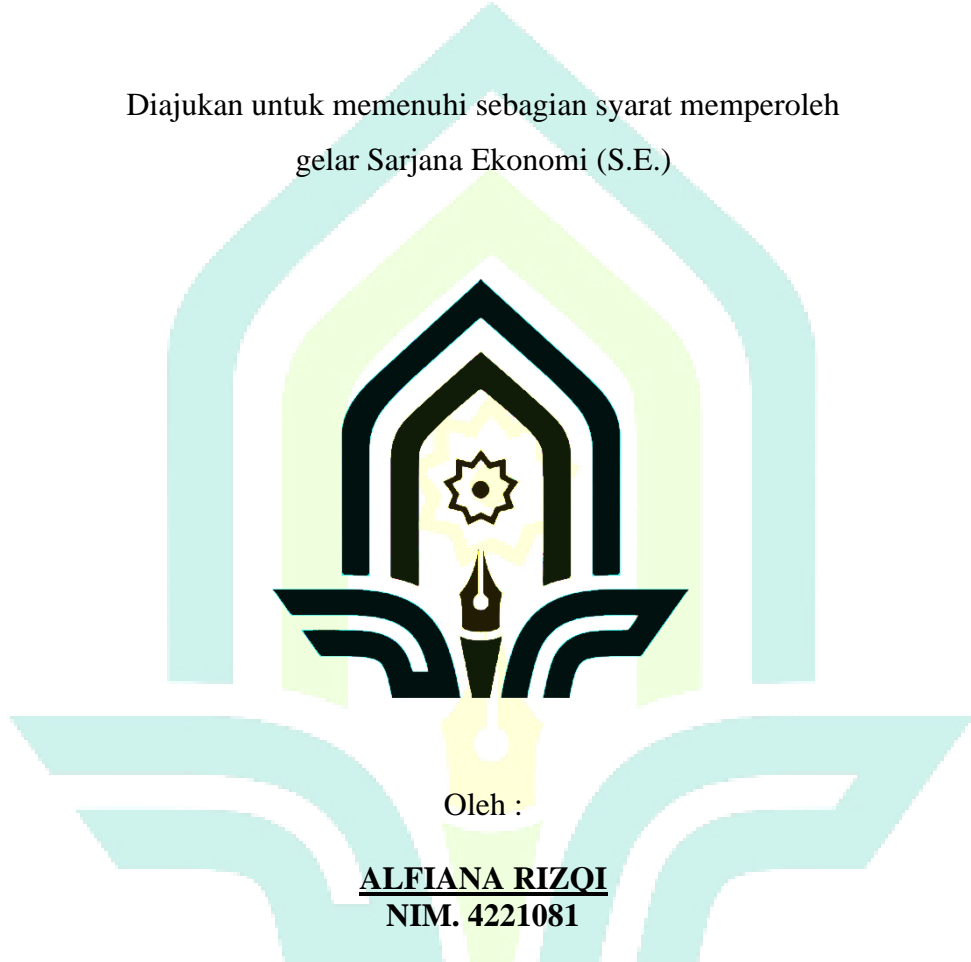 Diajukan untuk memenuhi sebagian syarat memperoleh
gelar Sarjana Ekonomi (S.E.)
Oleh :
ALFIANA RIZQI
NIM. 4221081